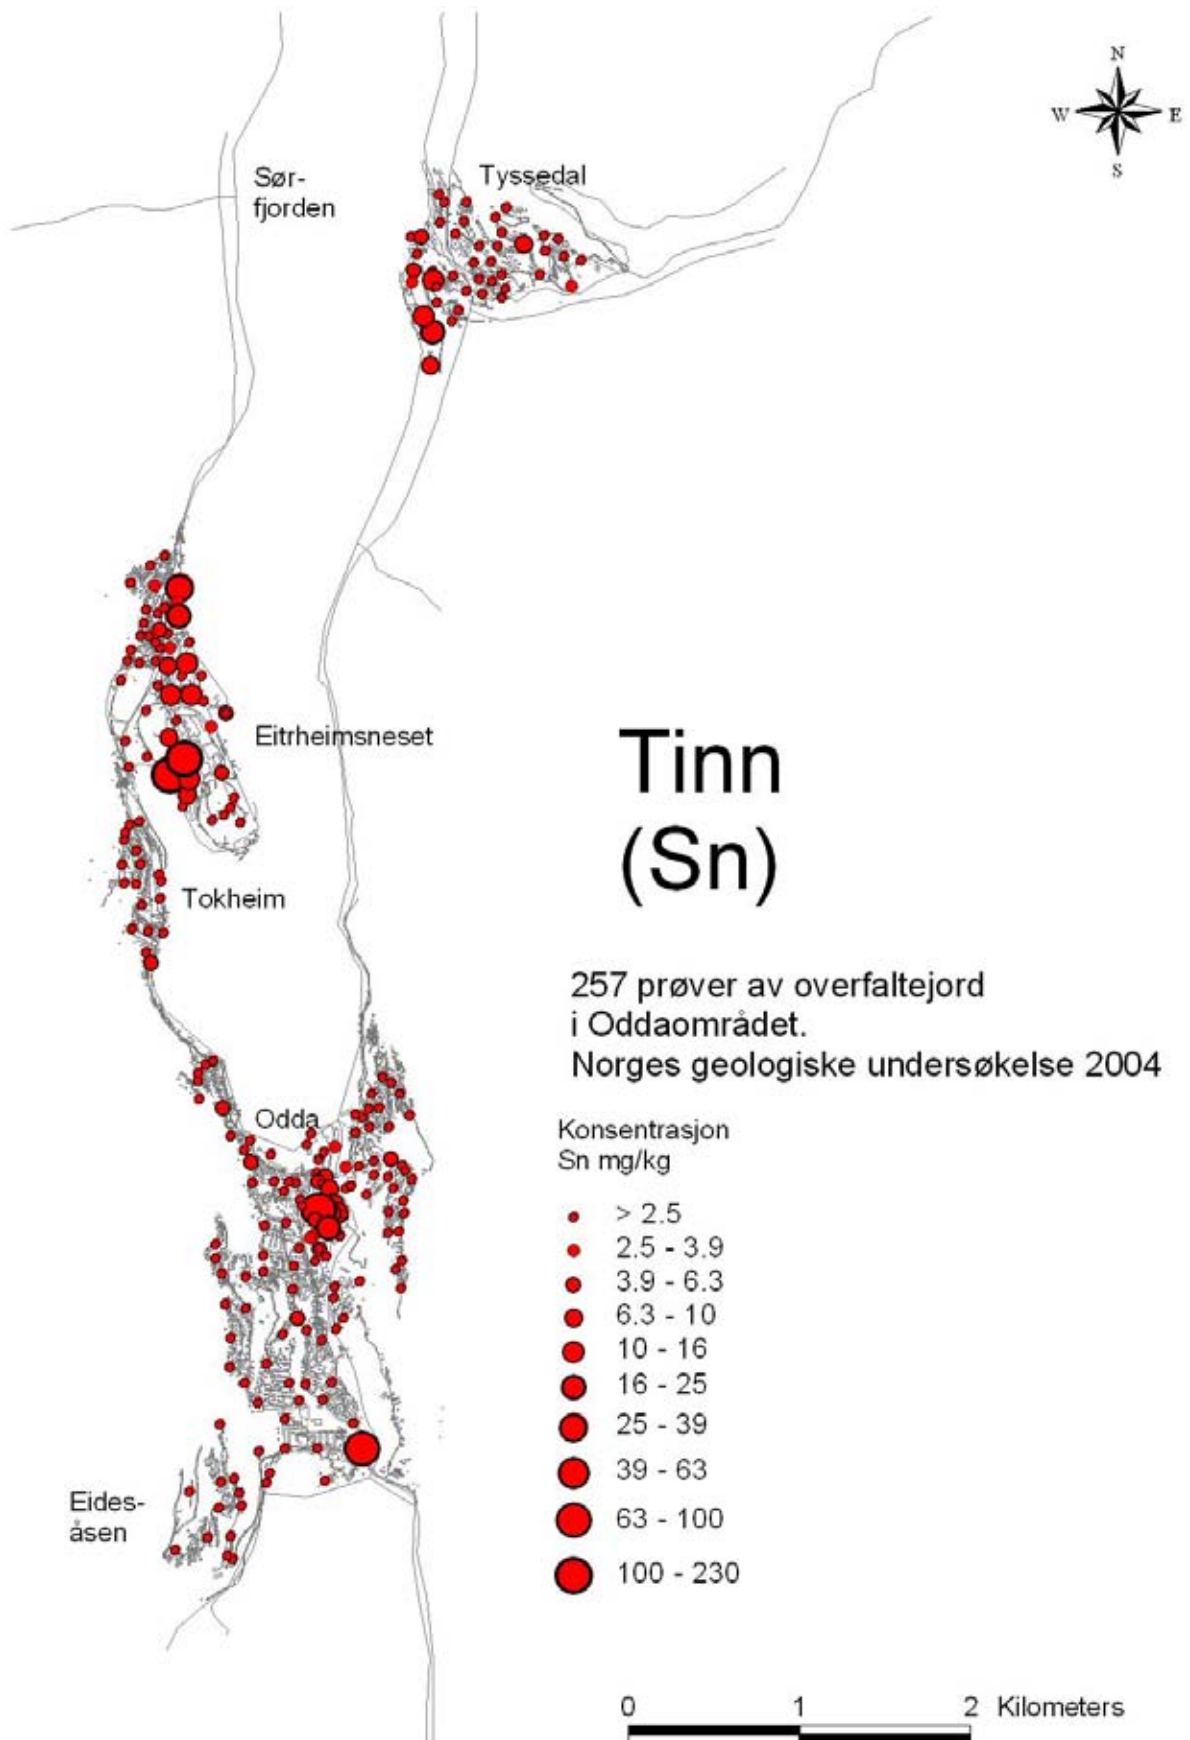 N
W E
S
Sør-
fjorden
Tyssedal
Eitrheimsneset
Tinn
(Sn)
Tokheim
257 prøver av overfaltejord
i Oddaområdet.
Norges geologiske undersøkelse 2004
Odda
Konsentrasjon
Sn mg/kg
> 2.5
2.5 - 3.9
3.9 - 6.3
6.3 - 10
10 - 16
16 - 25
25 - 39
39 - 63
63 - 100
100 - 230
Eides-
åsen
0 1 2 Kilometers